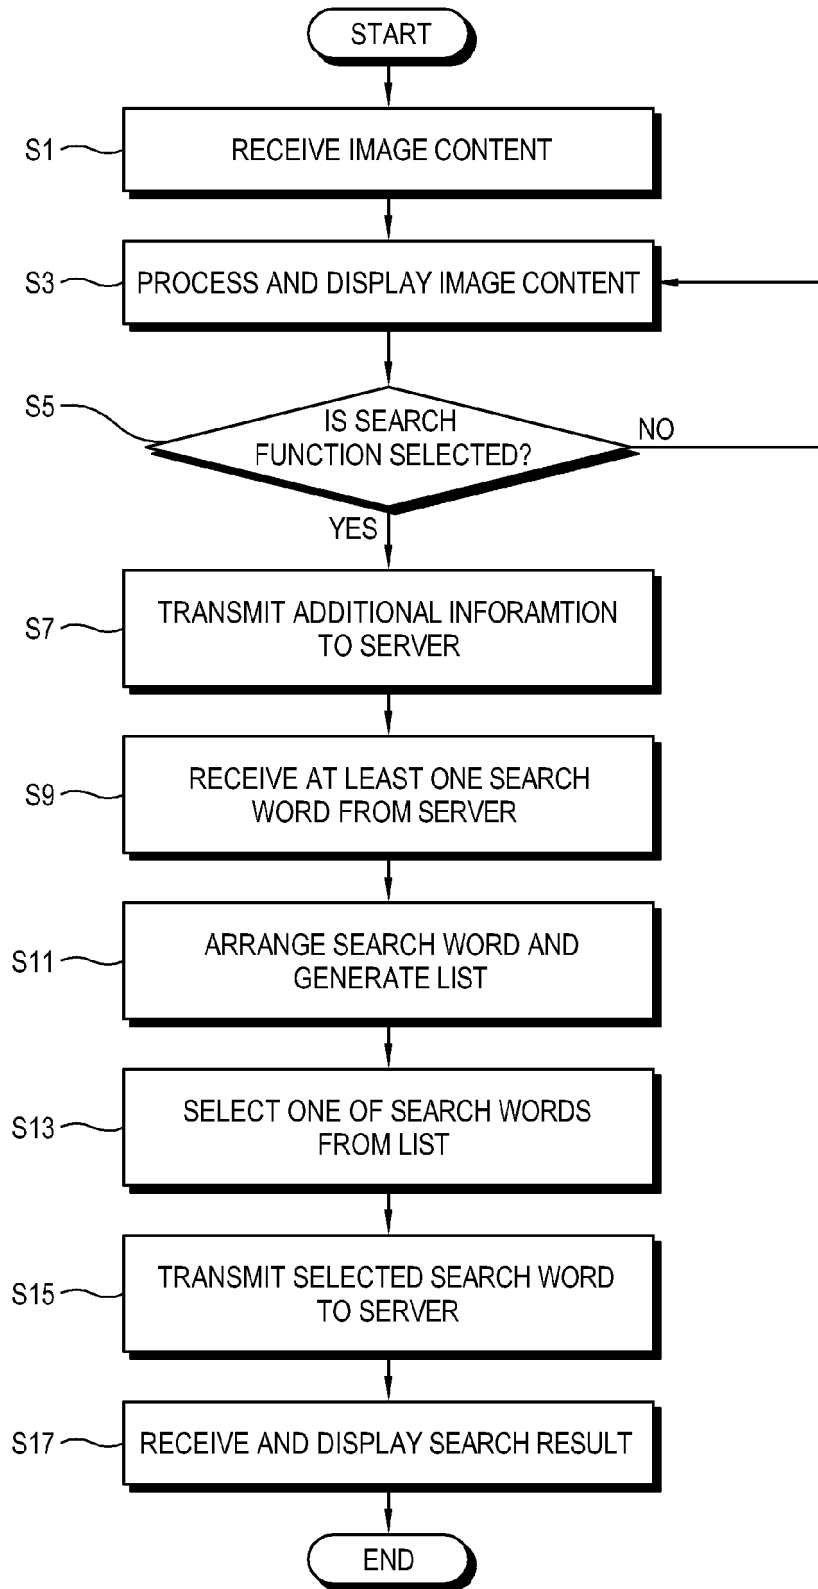 START
S1
RECEIVE IMAGE CONTENT
S3
PROCESS AND DISPLAY IMAGE CONTENT
S5
IS SEARCH
FUNCTION SELECTED?
NO
YES
S7
TRANSMIT ADDITIONAL INFORAMTION
TO SERVER
S9
RECEIVE AT LEAST ONE SEARCH
WORD FROM SERVER
S11
ARRANGE SEARCH WORD AND
GENERATE LIST
S13
SELECT ONE OF SEARCH WORDS
FROM LIST
S15
TRANSMIT SELECTED SEARCH WORD
TO SERVER
S17
RECEIVE AND DISPLAY SEARCH RESULT
END